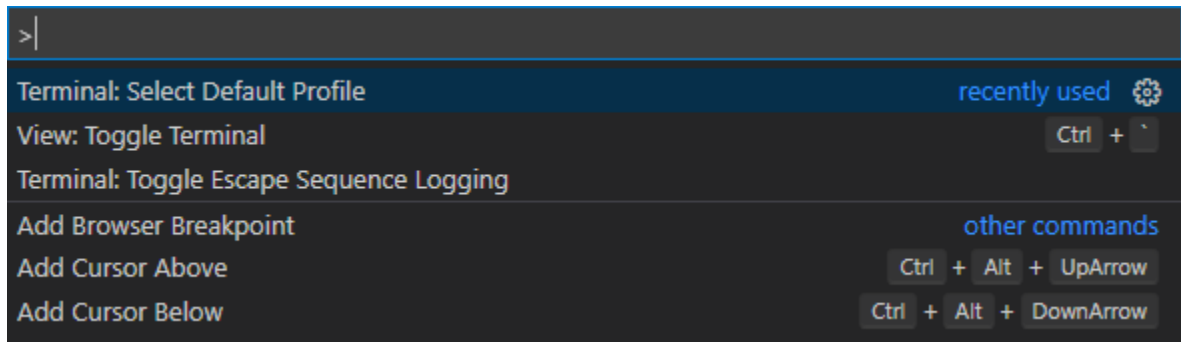 >
Terminal: Select Default Profile recently used
View: Toggle Terminal Ctrl + `
Terminal: Toggle Escape Sequence Logging
Add Browser Breakpoint other commands
Add Cursor Above Ctrl + Alt + UpArrow
Add Cursor Below Ctrl + Alt + DownArrow